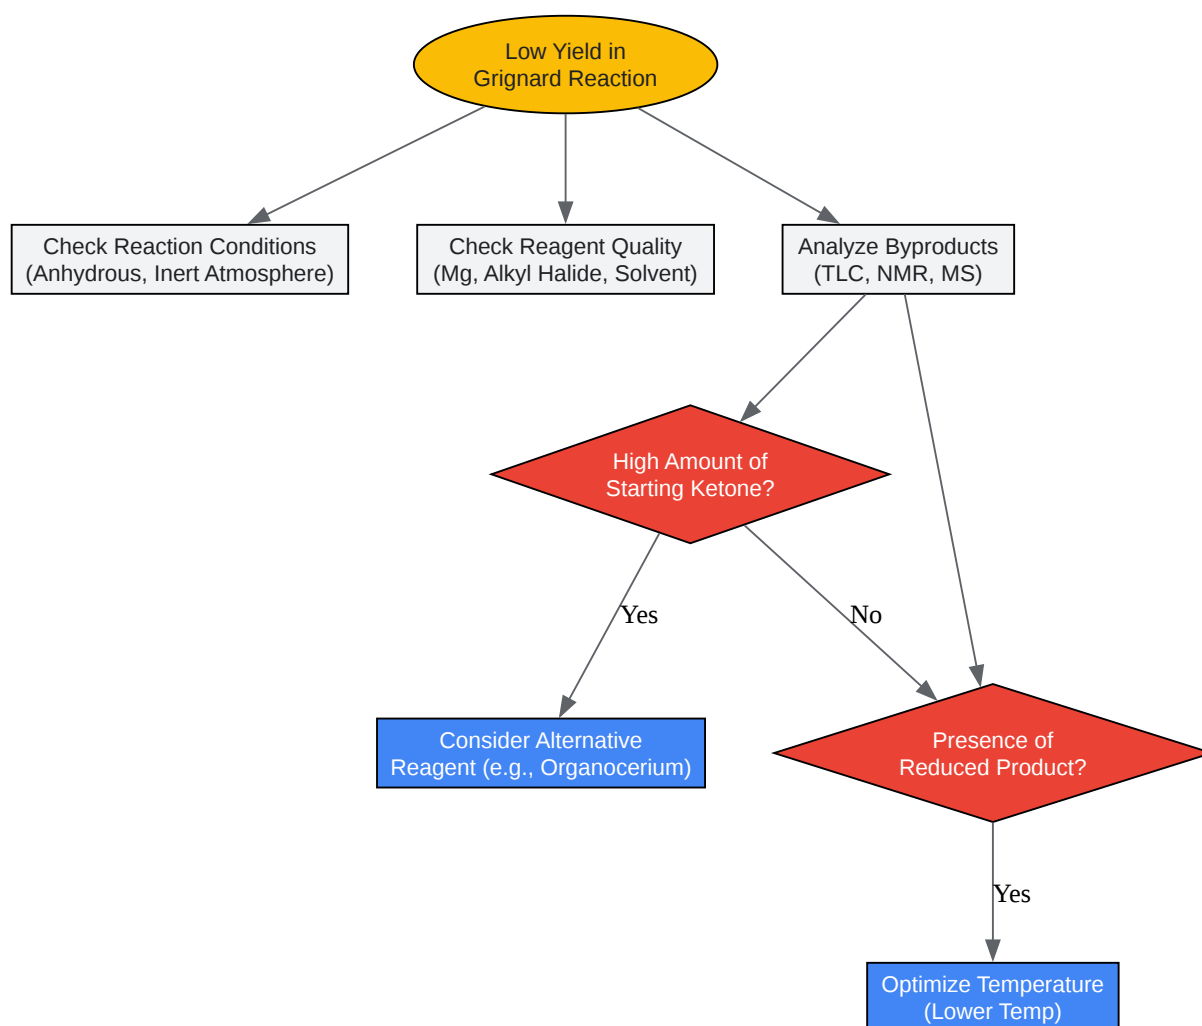 Low Yield in
Grignard Reaction
Check Reaction Conditions
(Anhydrous, Inert Atmosphere)
Check Reagent Quality
(Mg, Alkyl Halide, Solvent)
Analyze Byproducts
(TLC, NMR, MS)
High Amount of
Starting Ketone?
Yes
No
Consider Alternative
Reagent (e.g., Organocerium)
Presence of
Reduced Product?
Yes
Optimize Temperature
(Lower Temp)